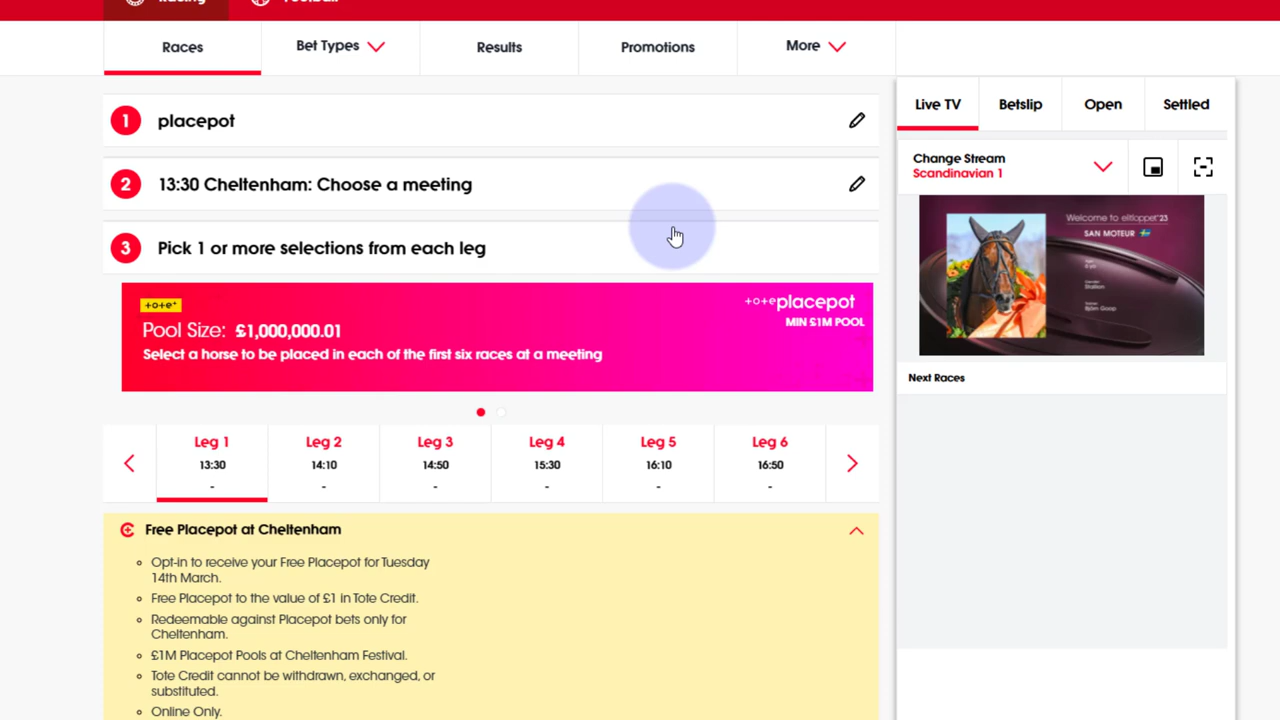 Races
Bet Types
Results
Promotions
More
1 placepot
2 13:30 Cheltenham: Choose a meeting
3 Pick 1 or more selections from each leg
tote
Pool Size: £1,000,000.01
Select a horse to be placed in each of the first six races at a meeting
toteplacepot
MIN £1M POOL
Leg 1 Leg 2 Leg 3 Leg 4 Leg 5 Leg 6
13:30 14:10 14:50 15:30 16:10 16:50
- - - - - -
Free Placepot at Cheltenham
Opt-in to receive your Free Placepot for Tuesday
14th March.
Free Placepot to the value of £1 in Tote Credit.
Redeemable against Placepot bets only for
Cheltenham.
£1M Placepot Pools at Cheltenham Festival.
Tote Credit cannot be withdrawn, exchanged, or
substituted.
Online Only.
Live TV
Betslip
Open
Settled
Change Stream
Scandinavian 1
Welcome to elitloppet'23
SAN MOTEUR
Stallion
Björn Goop
Next Races